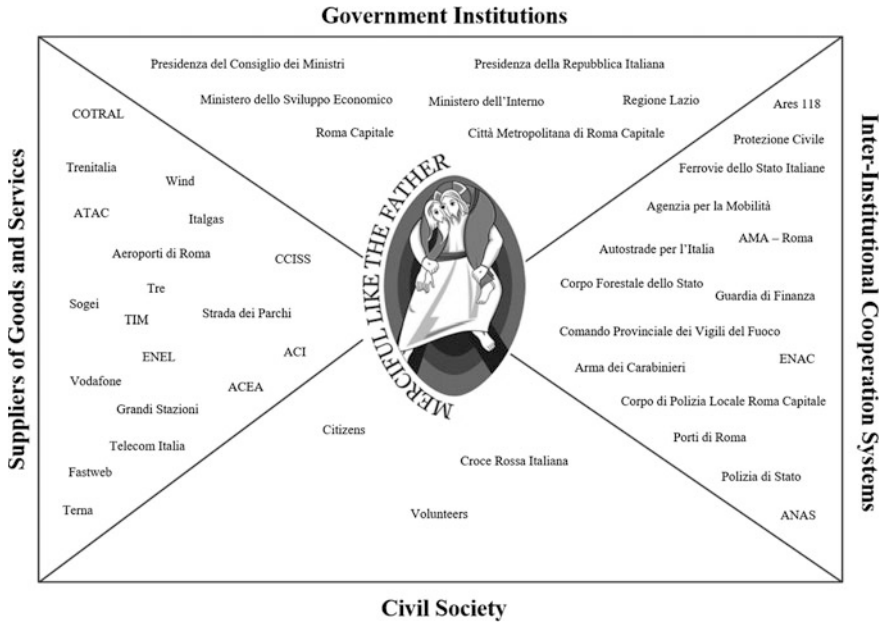 Government Institutions
Presidenza del Consiglio dei Ministri
Presidenza della Repubblica Italiana
Ministero dello Sviluppo Economico
Ministero dell’Interno
Regione Lazio
Roma Capitale
Città Metropolitana di Roma Capitale
Suppliers of Goods and Services
COTRAL
Trenitalia
Wind
ATAC
Italgas
Aeroporti di Roma
CCISS
Tre
Sogei
TIM
Strada dei Parchi
ENEL
ACI
Vodafone
ACEA
Grandi Stazioni
Telecom Italia
Fastweb
Terna
MERCIFUL LIKE THE FATHER
Inter-Institutional Cooperation Systems
Ares 118
Protezione Civile
Ferrovie dello Stato Italiane
Agenzia per la Mobilità
AMA – Roma
Autostrade per l’Italia
Corpo Forestale dello Stato
Guardia di Finanza
Comando Provinciale dei Vigili del Fuoco
ENAC
Arma dei Carabinieri
Corpo di Polizia Locale Roma Capitale
Porti di Roma
Polizia di Stato
ANAS
Citizens
Croce Rossa Italiana
Volunteers
Civil Society